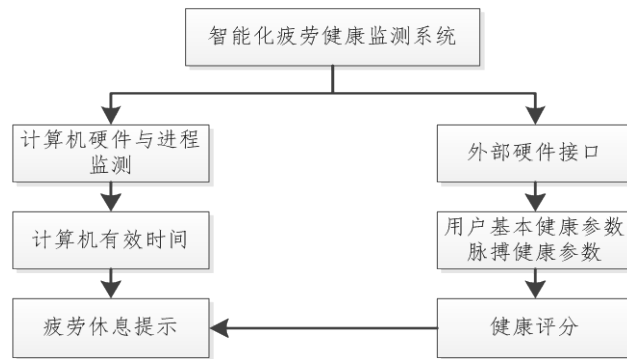 智能化疲劳健康监测系统
计算机硬件与进程
监测
外部硬件接口
计算机有效时间
用户基本健康参数
脉搏健康参数
疲劳休息提示
健康评分